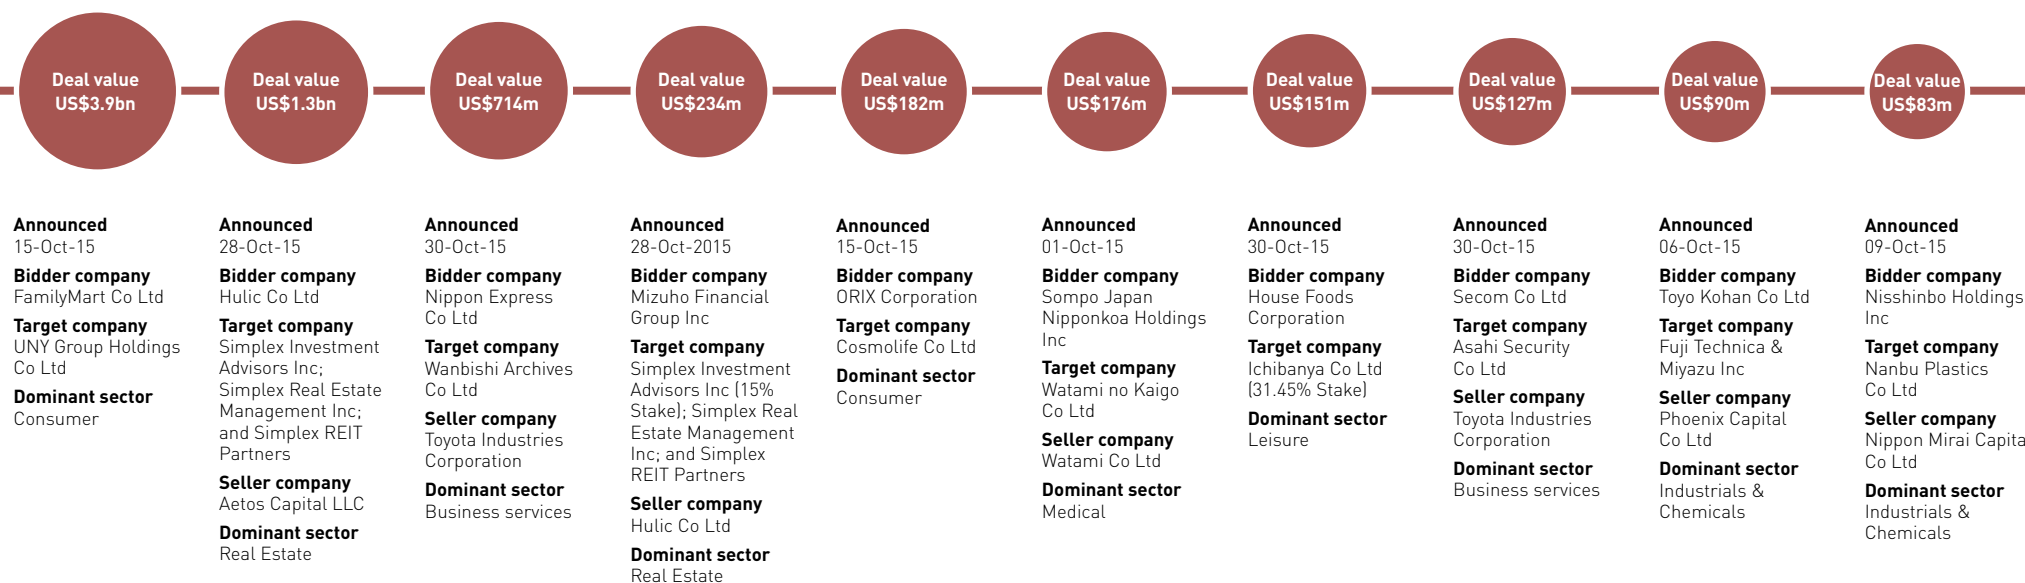 Deal value
US$3.9bn
Deal value
US$1.3bn
Deal value
US$714m
Deal value
US$234m
Deal value
US$182m
Deal value
US$176m
Deal value
US$151m
Deal value
US$127m
Deal value
US$90m
Deal value
US$83m
Announced
15-Oct-15
Bidder company
FamilyMart Co Ltd
Target company
UNY Group Holdings
Co Ltd
Dominant sector
Consumer
Announced
28-Oct-15
Bidder company
Hulic Co Ltd
Target company
Simplex Investment
Advisors Inc;
Simplex Real Estate
Management Inc;
and Simplex REIT
Partners
Seller company
Aetos Capital LLC
Dominant sector
Real Estate
Announced
30-Oct-15
Bidder company
Nippon Express
Co Ltd
Target company
Wanbishi Archives
Co Ltd
Seller company
Toyota Industries
Corporation
Dominant sector
Business services
Announced
28-Oct-2015
Bidder company
Mizuho Financial
Group Inc
Target company
Simplex Investment
Advisors Inc (15%
Stake); Simplex Real
Estate Management
Inc; and Simplex
REIT Partners
Seller company
Hulic Co Ltd
Dominant sector
Real Estate
Announced
15-Oct-15
Bidder company
ORIX Corporation
Target company
Cosmolife Co Ltd
Dominant sector
Consumer
Announced
01-Oct-15
Bidder company
Sompo Japan
Nipponkoa Holdings
Inc
Target company
Watami no Kaigo
Co Ltd
Seller company
Watami Co Ltd
Dominant sector
Medical
Announced
30-Oct-15
Bidder company
House Foods
Corporation
Target company
Ichibanya Co Ltd
(31.45% Stake)
Dominant sector
Leisure
Announced
30-Oct-15
Bidder company
Secom Co Ltd
Target company
Asahi Security
Co Ltd
Seller company
Toyota Industries
Corporation
Dominant sector
Business services
Announced
06-Oct-15
Bidder company
Toyo Kohan Co Ltd
Target company
Fuji Technica &
Miyazu Inc
Seller company
Phoenix Capital
Co Ltd
Dominant sector
Industrials &
Chemicals
Announced
09-Oct-15
Bidder company
Nisshinbo Holdings
Inc
Target company
Nanbu Plastics
Co Ltd
Seller company
Nippon Mirai Capita
Co Ltd
Dominant sector
Industrials &
Chemicals